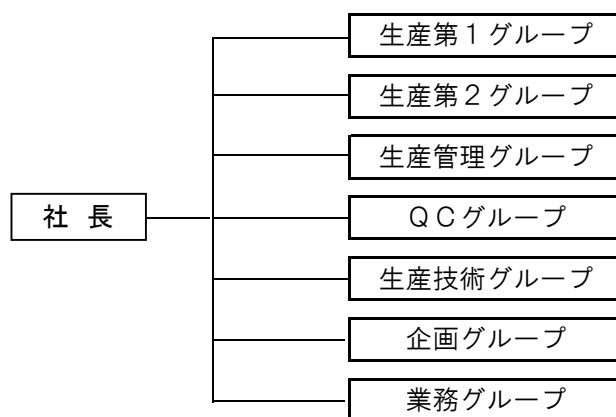 生産第１グループ
生産第２グループ
生産管理グループ
社　長
ＱＣグループ
生産技術グループ
企画グループ
業務グループ